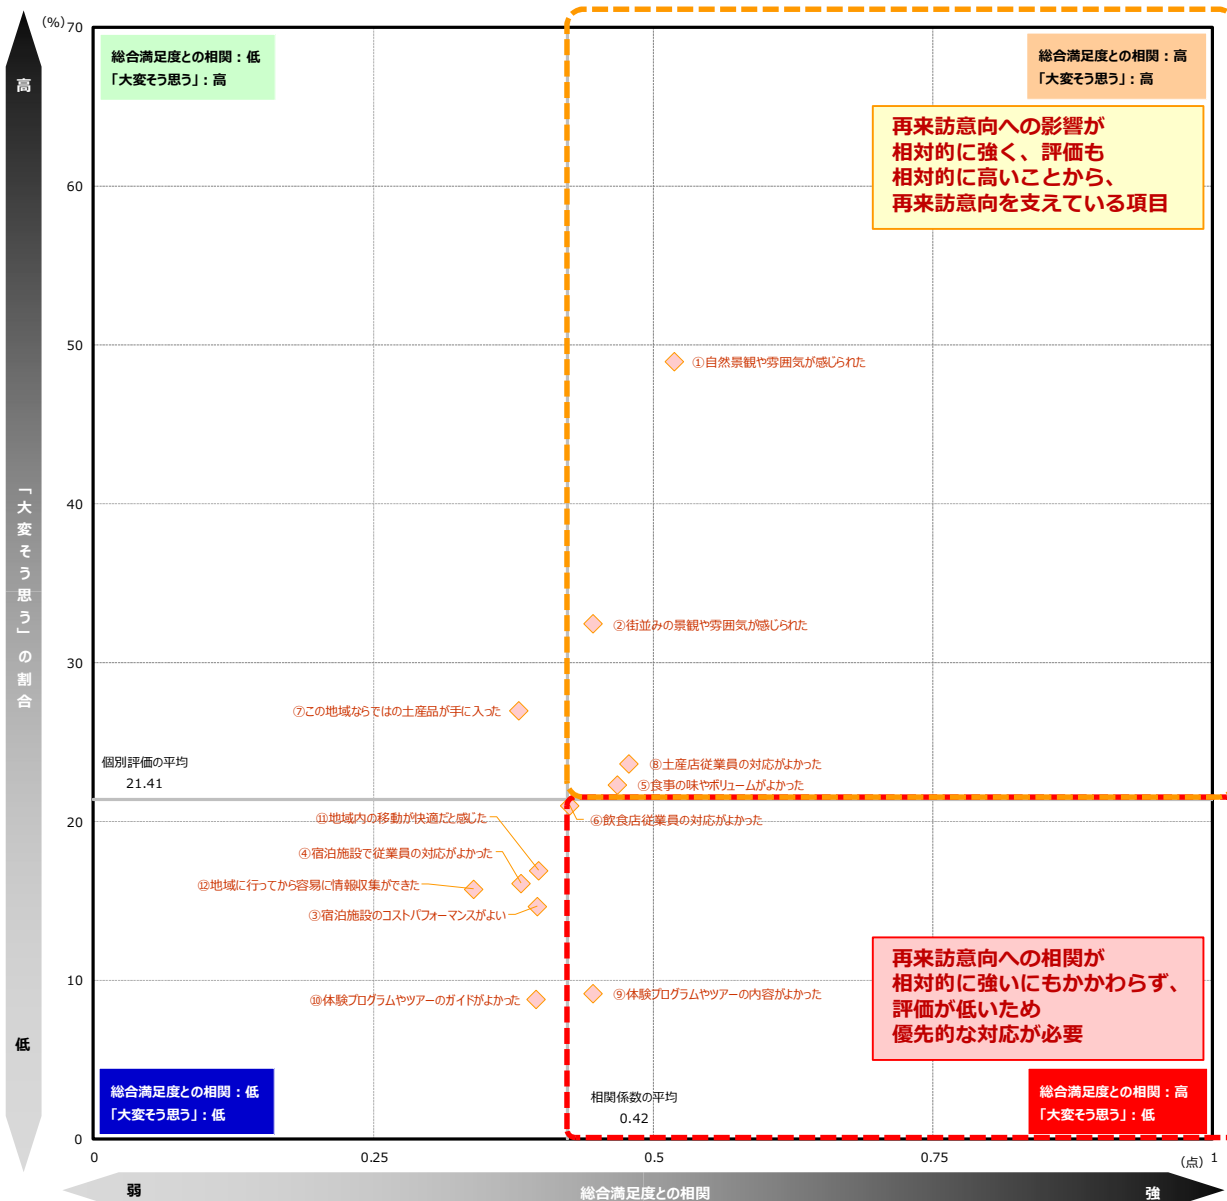 (%)
70
60
50
40
30
20
10
0
高
「大変そう思う」の割合
低
総合満足度との相関：低
「大変そう思う」：高
総合満足度との相関：高
「大変そう思う」：高
再来訪意向への影響が
相対的に強く、評価も
相対的に高いことから、
再来訪意向を支えている項目
①自然景観や雰囲気が感じられた
②街並みの景観や雰囲気が感じられた
⑦この地域ならではの土産品が手に入った
個別評価の平均
21.41
⑧土産店従業員の対応がよかった
⑤食事の味やボリュームがよかった
⑪地域内の移動が快適だと感じた
⑥飲食店従業員の対応がよかった
④宿泊施設で従業員の対応がよかった
⑫地域に行ってから容易に情報収集ができた
③宿泊施設のコストパフォーマンスがよい
⑩体験プログラムやツアーのガイドがよかった
⑨体験プログラムやツアーの内容がよかった
再来訪意向への相関が
相対的に強いにもかかわらず、
評価が低いため
優先的な対応が必要
総合満足度との相関：低
「大変そう思う」：低
相関係数の平均
0.42
総合満足度との相関：高
「大変そう思う」：低
0
0.25
0.5
0.75
(点)
1
弱
総合満足度との相関
強